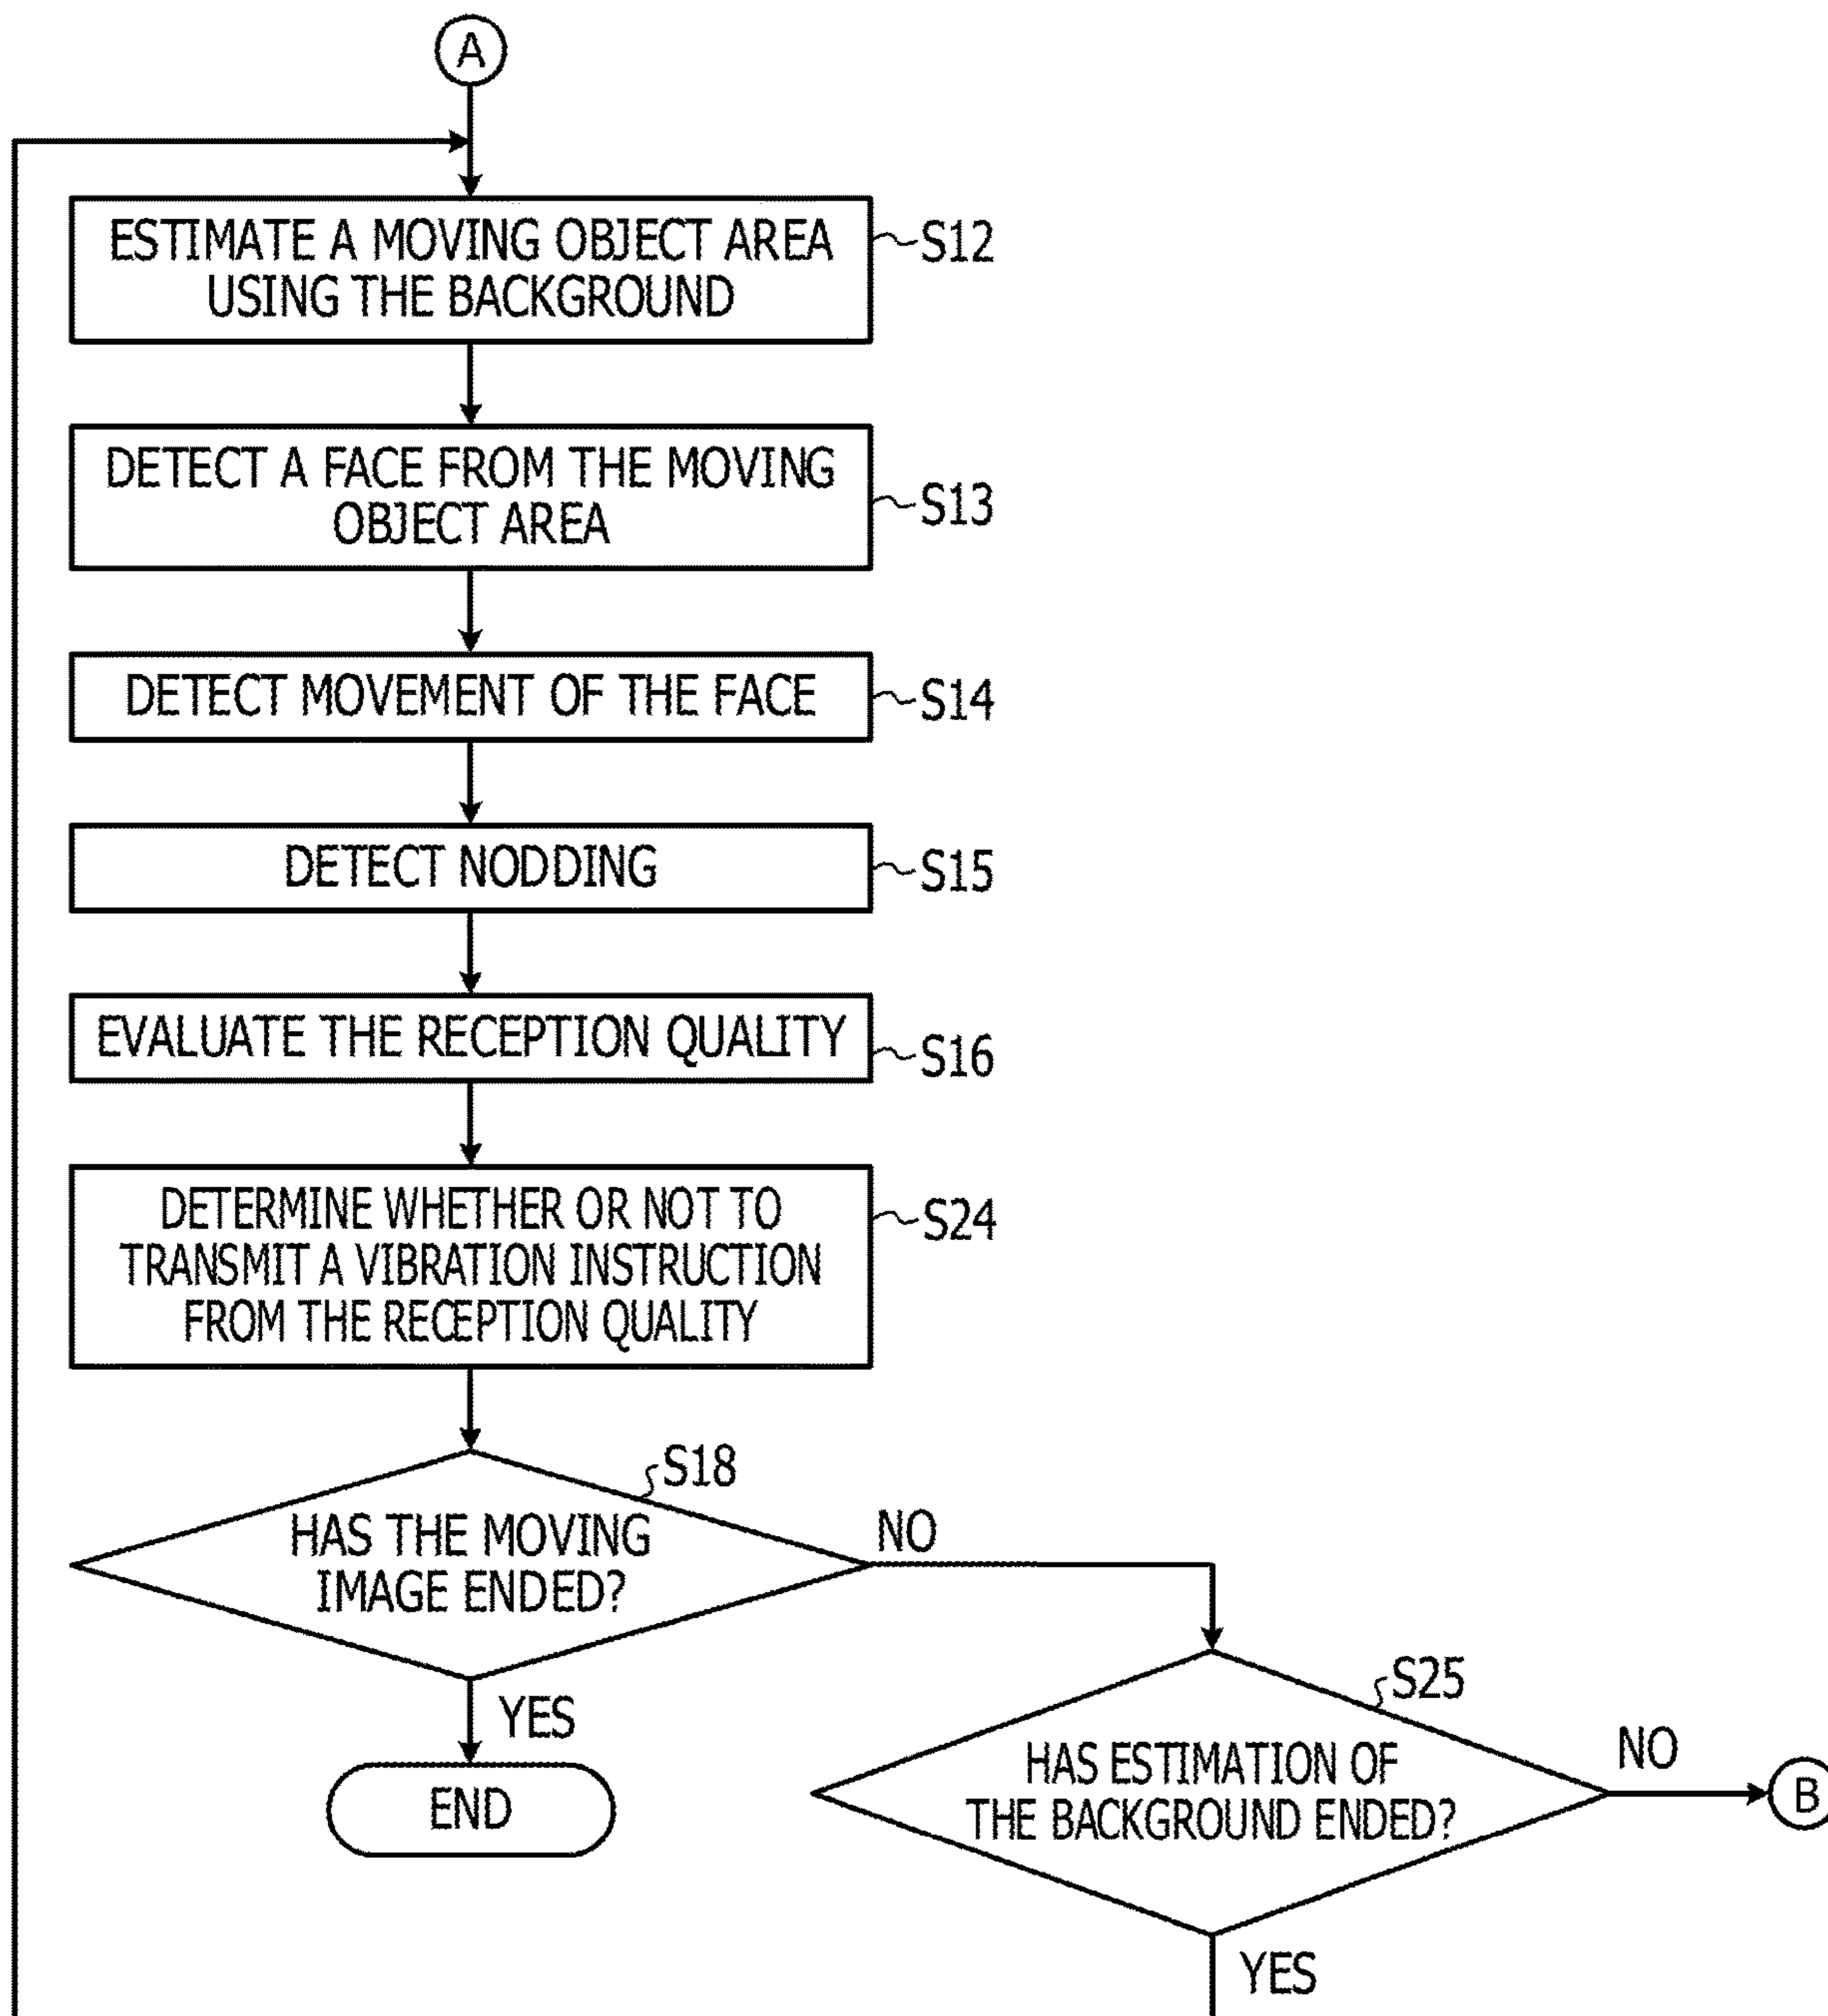 A
ESTIMATE A MOVING OBJECT AREA
USING THE BACKGROUND
S12
DETECT A FACE FROM THE MOVING
OBJECT AREA
S13
DETECT MOVEMENT OF THE FACE
S14
DETECT NODDING
S15
EVALUATE THE RECEPTION QUALITY
S16
DETERMINE WHETHER OR NOT TO
TRANSMIT A VIBRATION INSTRUCTION
FROM THE RECEPTION QUALITY
S24
S18
HAS THE MOVING
IMAGE ENDED?
NO
YES
END
S25
HAS ESTIMATION OF
THE BACKGROUND ENDED?
NO
B
YES